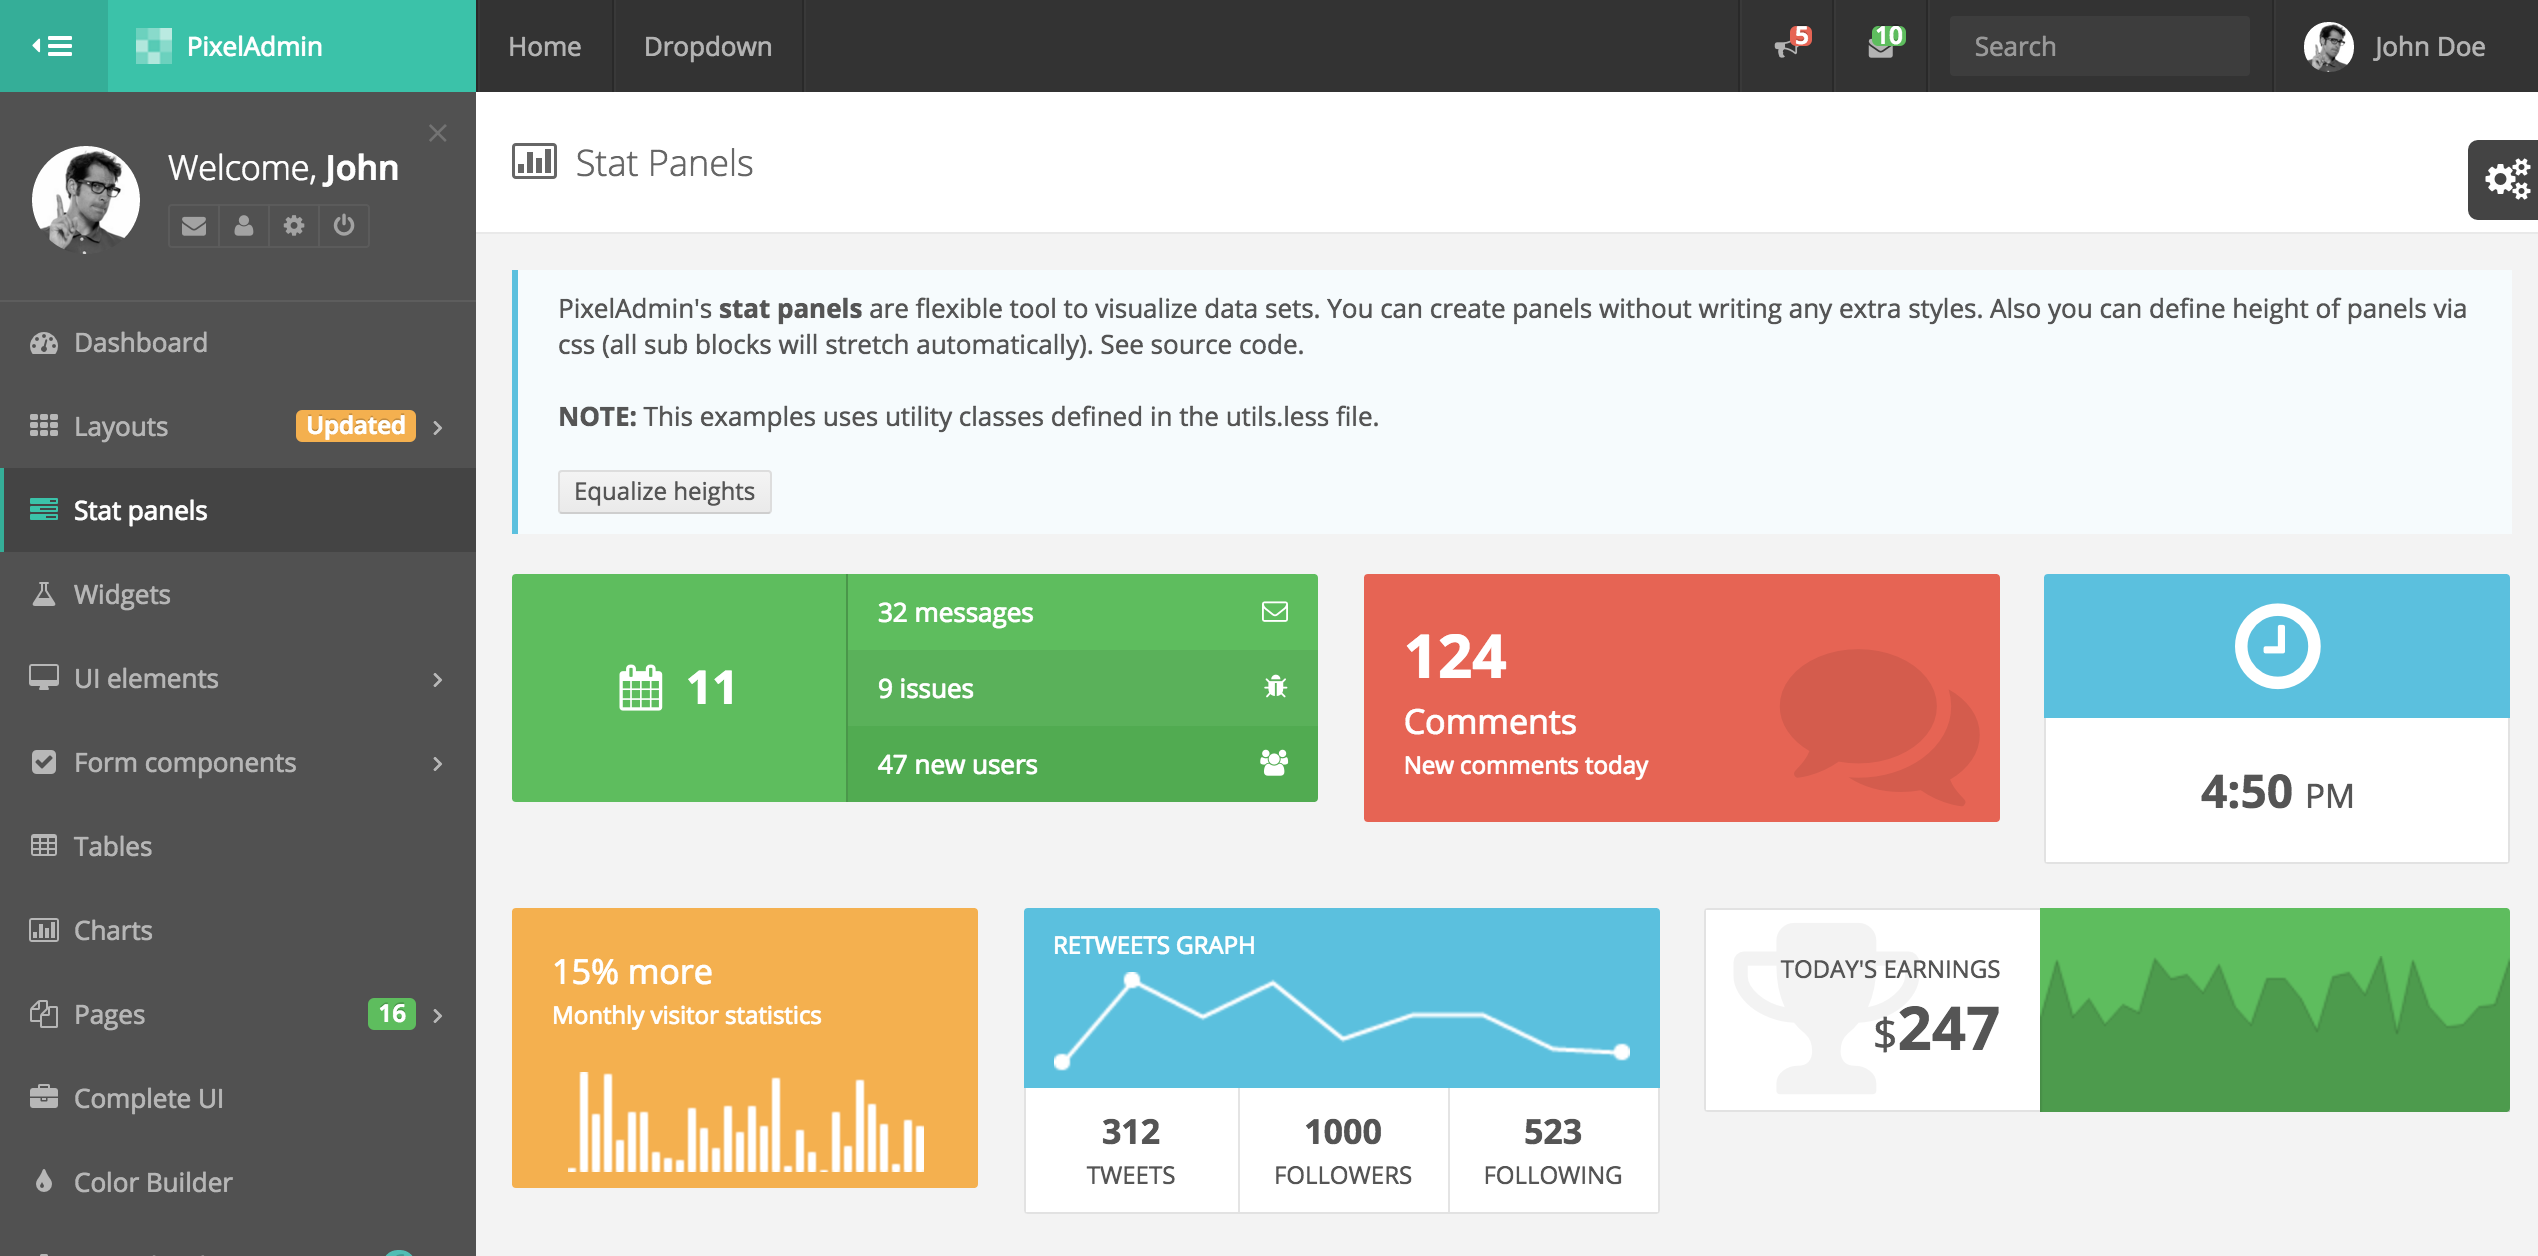 PixelAdmin
Home
Dropdown
5
10
Search
John Doe
Welcome, John
Dashboard
Layouts
Updated
Stat panels
Widgets
UI elements
Form components
Tables
Charts
Pages
16
Complete UI
Color Builder
Stat Panels
PixelAdmin's stat panels are flexible tool to visualize data sets. You can create panels without writing any extra styles. Also you can define height of panels via
css (all sub blocks will stretch automatically). See source code.
NOTE: This examples uses utility classes defined in the utils.less file.
Equalize heights
11
32 messages
9 issues
47 new users
124
Comments
New comments today
4:50 PM
15% more
Monthly visitor statistics
RETWEETS GRAPH
312
TWEETS
1000
FOLLOWERS
523
FOLLOWING
TODAY'S EARNINGS
$247